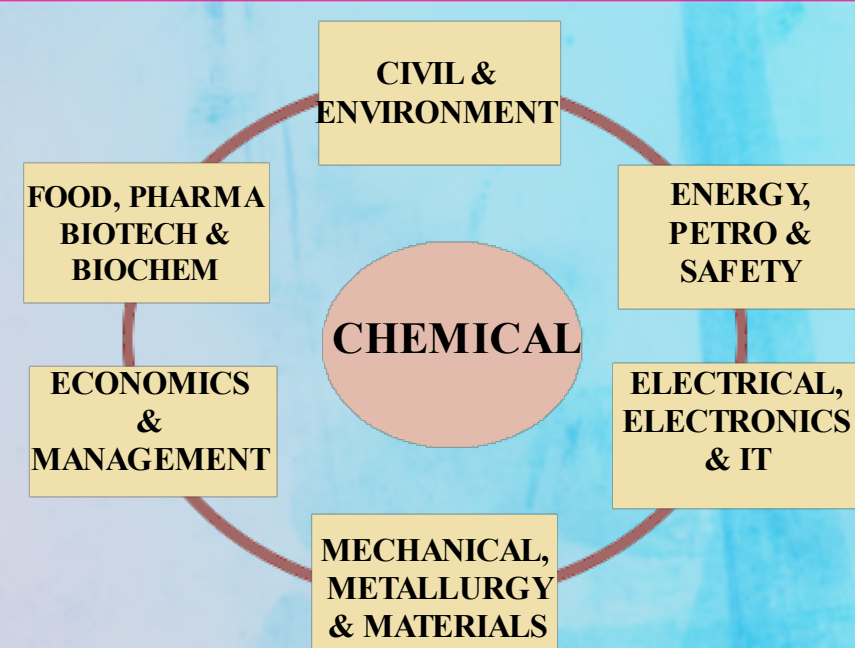 CIVIL &
ENVIRONMENT
ENERGY,
PETRO &
SAFETY
ELECTRICAL,
ELECTRONICS
& IT
MECHANICAL,
METALLURGY
& MATERIALS
ECONOMICS
&
MANAGEMENT
FOOD, PHARMA
BIOTECH &
BIOCHEM
CHEMICAL